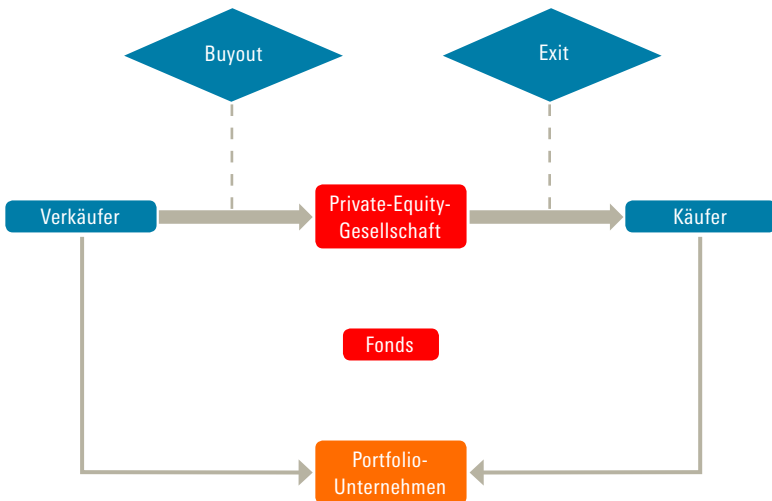 Buyout
Exit
Verkäufer
Private-Equity-
Gesellschaft
Käufer
Fonds
Portfolio-
Unternehmen